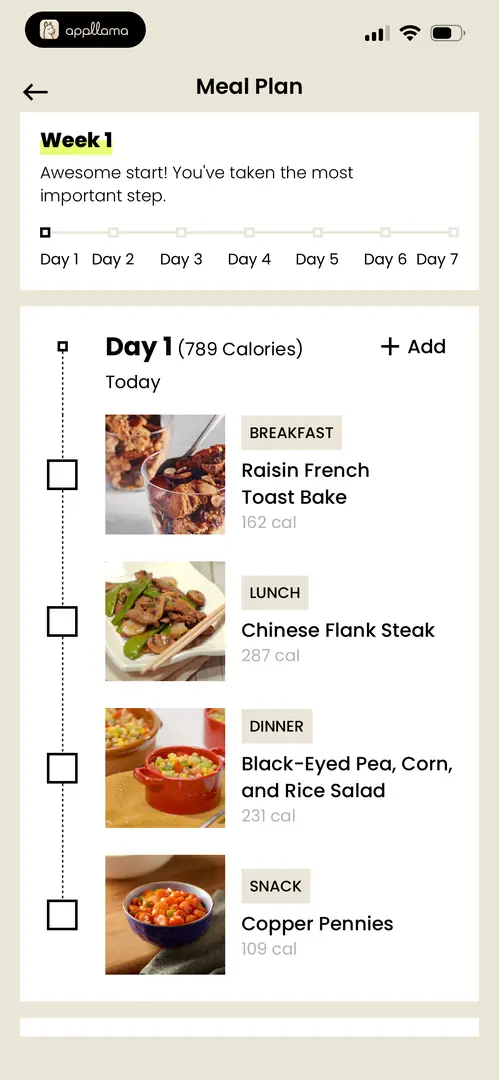 appllama
Meal Plan
Week 1
Awesome start! You've taken the most
important step.
Day 1 Day 2 Day 3 Day 4 Day 5 Day 6 Day 7
Day 1 (789 Calories)
+ Add
Today
BREAKFAST
Raisin French
Toast Bake
162 cal
LUNCH
Chinese Flank Steak
287 cal
DINNER
Black-Eyed Pea, Corn,
and Rice Salad
231 cal
SNACK
Copper Pennies
109 cal